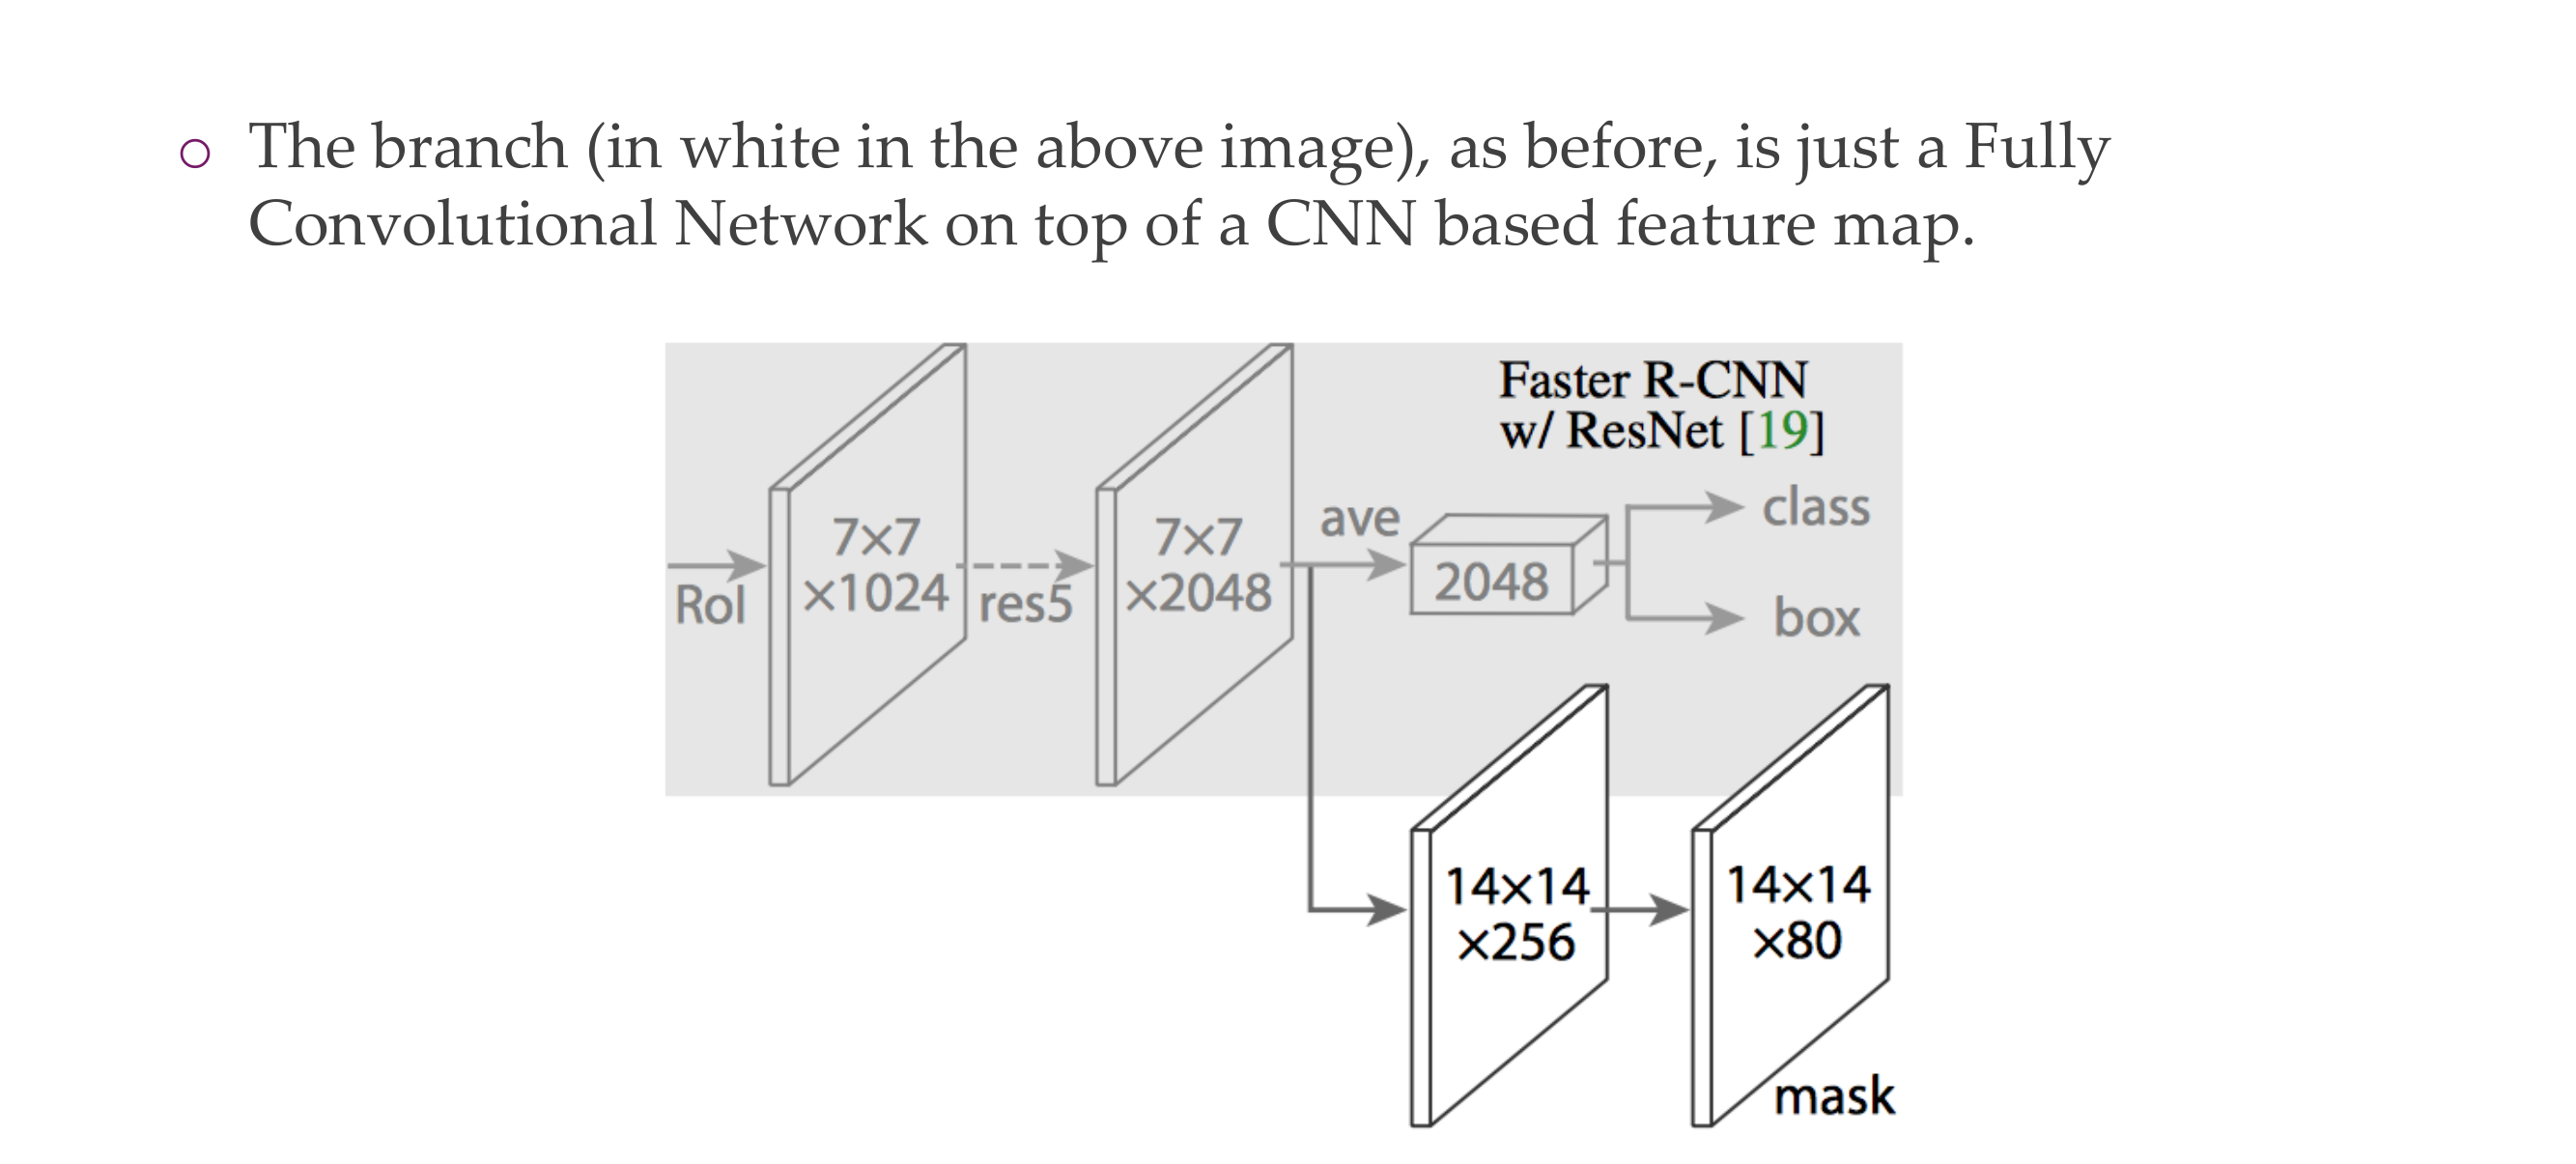 The branch (in white in the above image), as before, is just a Fully
Convolutional Network on top of a CNN based feature map.
Faster R-CNN
w/ ResNet [19]
RoI
7×7
×1024
res5
7×7
×2048
ave
2048
class
box
14×14
×256
14×14
×80
mask